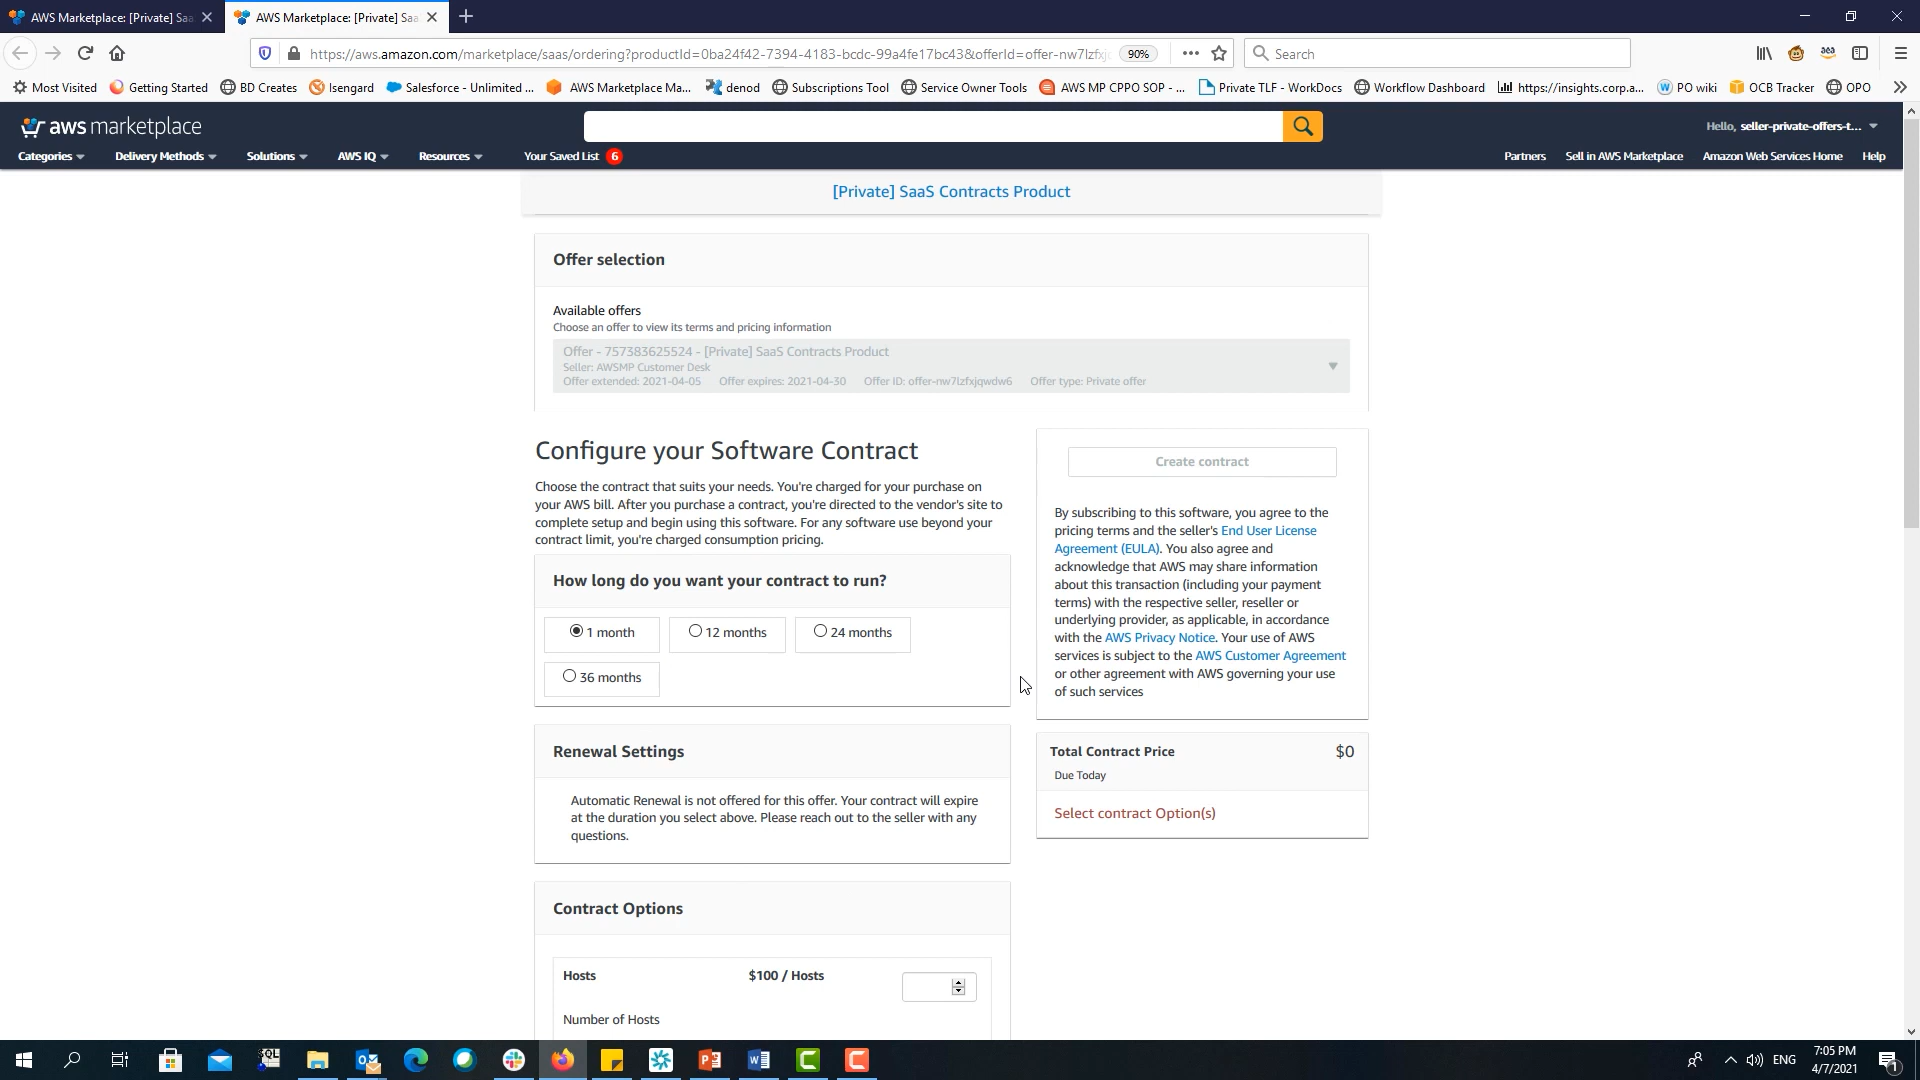 AWS Marketplace: [Private] Saa
AWS Marketplace: [Private] Saa
https://aws.amazon.com/marketplace/saas/ordering?productId=0ba24f42-7394-4183-bcdc-99a4fe17bc43&offerId=offer-nw7lzfxj
90%
Search
Most Visited
Getting Started
BD Creates
Isengard
Salesforce - Unlimited ...
AWS Marketplace Ma...
denod
Subscriptions Tool
Service Owner Tools
AWS MP CPPO SOP - ...
Private TLF - WorkDocs
Workflow Dashboard
https://insights.corp.a...
PO wiki
OCB Tracker
OPO
aws marketplace
Hello, seller-private-offers-t...
Categories
Delivery Methods
Solutions
AWS IQ
Resources
Your Saved List 6
Partners
Sell in AWS Marketplace
Amazon Web Services Home
Help
[Private] SaaS Contracts Product
Offer selection
Available offers
Choose an offer to view its terms and pricing information
Offer - 757383625524 - [Private] SaaS Contracts Product
Seller: AWSMP Customer Desk
Offer extended: 2021-04-05 Offer expires: 2021-04-30 Offer ID: offer-nw7lzfxjqwdw6 Offer type: Private offer
Configure your Software Contract
Choose the contract that suits your needs. You're charged for your purchase on
your AWS bill. After you purchase a contract, you're directed to the vendor's site to
complete setup and begin using this software. For any software use beyond your
contract limit, you're charged consumption pricing.
How long do you want your contract to run?
1 month
12 months
24 months
36 months
Renewal Settings
Automatic Renewal is not offered for this offer. Your contract will expire
at the duration you select above. Please reach out to the seller with any
questions.
Contract Options
Hosts
$100 / Hosts
Number of Hosts
Create contract
By subscribing to this software, you agree to the
pricing terms and the seller's End User License
Agreement (EULA). You also agree and
acknowledge that AWS may share information
about this transaction (including your payment
terms) with the respective seller, reseller or
underlying provider, as applicable, in accordance
with the AWS Privacy Notice. Your use of AWS
services is subject to the AWS Customer Agreement
or other agreement with AWS governing your use
of such services
Total Contract Price $0
Due Today
Select contract Option(s)
ENG
7:05 PM
4/7/2021
1